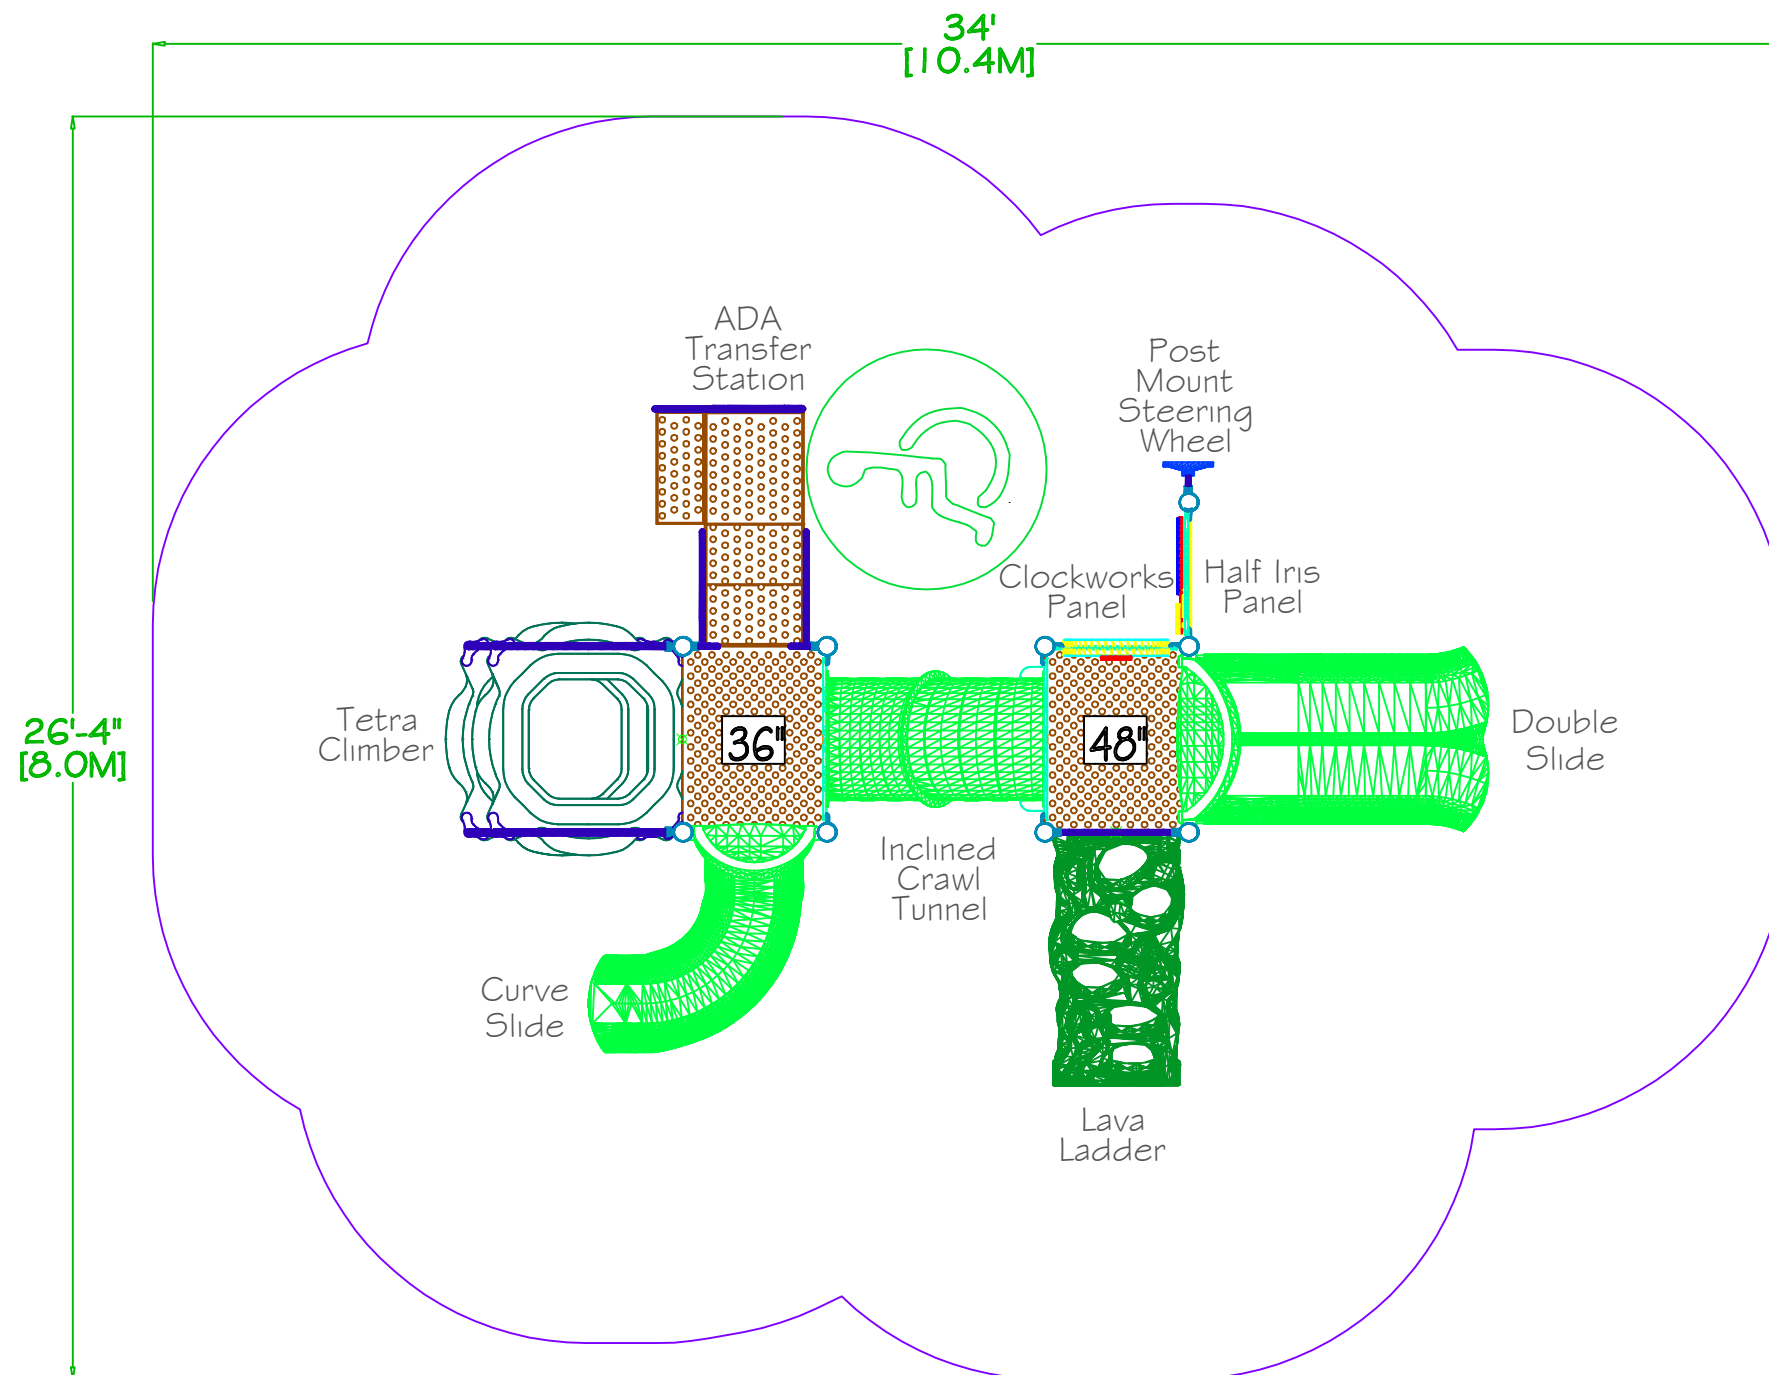 34'
[10.4M]
ADA
Transfer
Station
Post
Mount
Steering
Wheel
Clockworks
Panel
Half Iris
Panel
26'-4"
[8.0M]
Tetra
Climber
36"
48"
Double
Slide
Inclined
Crawl
Tunnel
Curve
Slide
Lava
Ladder